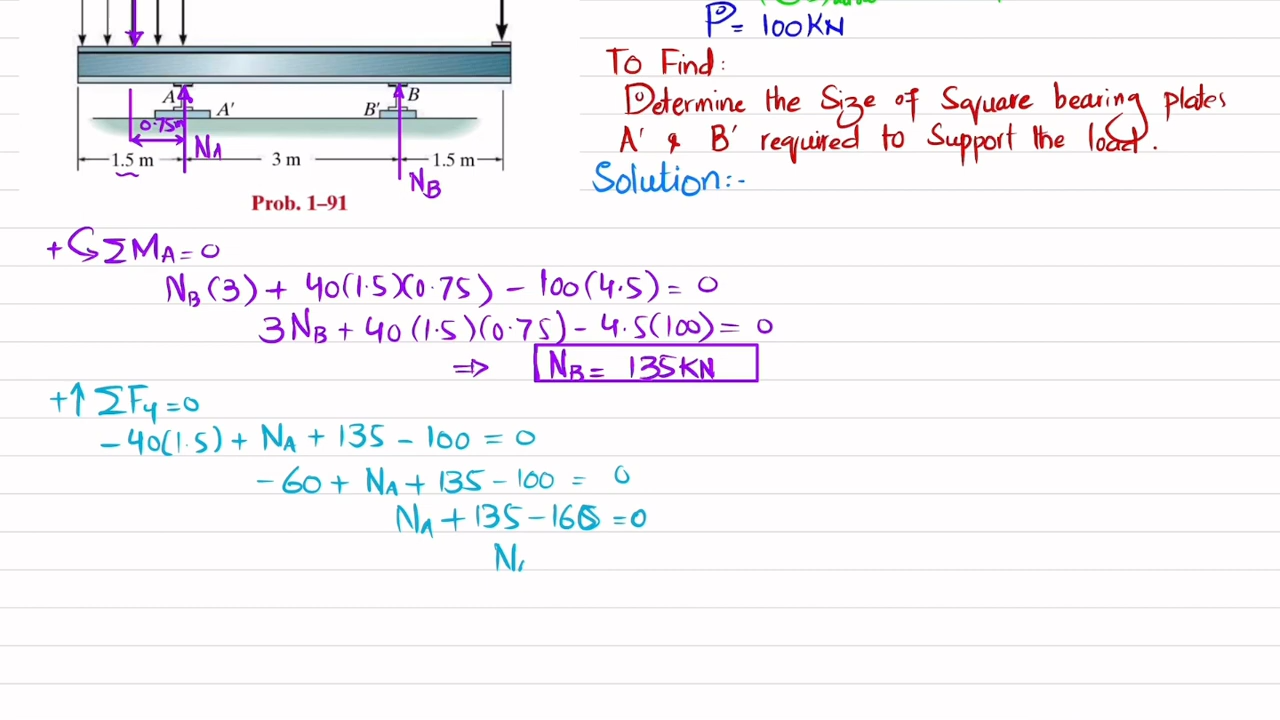 P = 100KN
To Find:
Determine the Size of Square bearing plates
A' & B' required to Support the load.
Solution:-
A A' B' B
0.75m
NA
1.5 m 3 m 1.5 m
NB
Prob. 1–91
+ ΣMA = 0
NB (3) + 40(1.5)(0.75) - 100(4.5) = 0
3NB + 40(1.5)(0.75) - 4.5(100) = 0
⇒ NB = 135KN
+↑ ΣFy = 0
-40(1.5) + NA + 135 - 100 = 0
-60 + NA + 135 - 100 = 0
NA + 135 - = 0
N